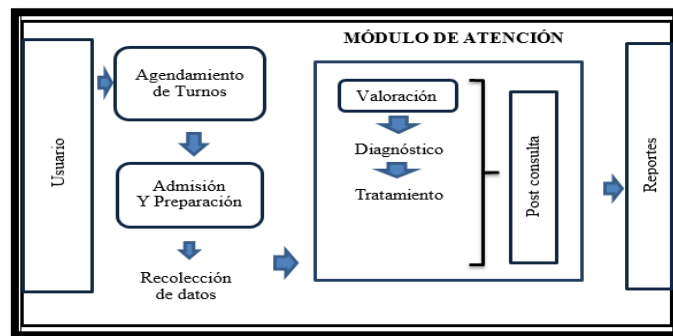 Usuario
Agendamiento
de Turnos
Admisión
Y Preparación
Recolección
de datos
MÓDULO DE ATENCIÓN
Valoración
Diagnóstico
Tratamiento
Post consulta
Reportes